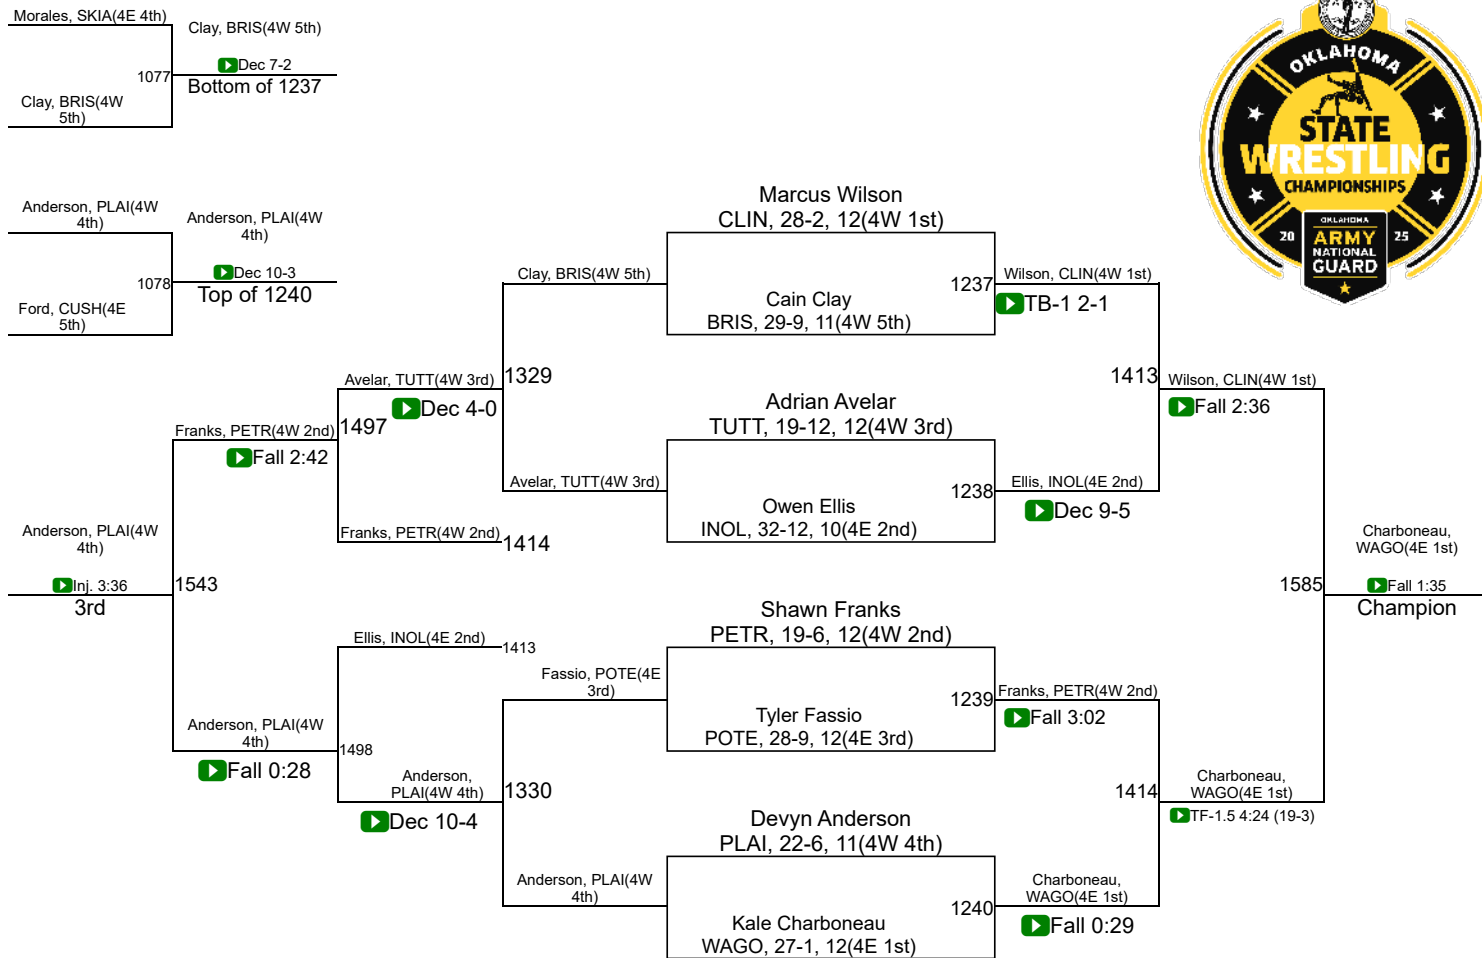 Morales, SKIA(4E 4th)
Clay, BRIS(4W 5th)
Dec 7-2
1077
Bottom of 1237
Clay, BRIS(4W
5th)
Anderson, PLAI(4W
4th)
Anderson, PLAI(4W
4th)
Dec 10-3
1078
Top of 1240
Ford, CUSH(4E
5th)
OKLAHOMA
STATE
WRESTLING
CHAMPIONSHIPS
OKLAHOMA
20 ARMY 25
NATIONAL
GUARD
Marcus Wilson
CLIN, 28-2, 12(4W 1st)
Clay, BRIS(4W 5th)
1237
Wilson, CLIN(4W 1st)
TB-1 2-1
Cain Clay
BRIS, 29-9, 11(4W 5th)
Avelar, TUTT(4W 3rd)
1329
Dec 4-0
1413
Wilson, CLIN(4W 1st)
Fall 2:36
Adrian Avelar
TUTT, 19-12, 12(4W 3rd)
Franks, PETR(4W 2nd)
1497
Fall 2:42
Avelar, TUTT(4W 3rd)
1238
Ellis, INOL(4E 2nd)
Dec 9-5
Owen Ellis
INOL, 32-12, 10(4E 2nd)
Franks, PETR(4W 2nd)
1414
Anderson, PLAI(4W
4th)
Inj. 3:36
1543
3rd
Charboneau,
WAGO(4E 1st)
1585
Fall 1:35
Champion
Shawn Franks
PETR, 19-6, 12(4W 2nd)
Ellis, INOL(4E 2nd)
1413
Fassio, POTE(4E
3rd)
1239
Franks, PETR(4W 2nd)
Fall 3:02
Tyler Fassio
POTE, 28-9, 12(4E 3rd)
Anderson, PLAI(4W
4th)
1498
Fall 0:28
Anderson,
PLAI(4W 4th)
1330
Dec 10-4
1414
Charboneau,
WAGO(4E 1st)
TF-1.5 4:24 (19-3)
Devyn Anderson
PLAI, 22-6, 11(4W 4th)
Anderson, PLAI(4W
4th)
1240
Charboneau,
WAGO(4E 1st)
Fall 0:29
Kale Charboneau
WAGO, 27-1, 12(4E 1st)